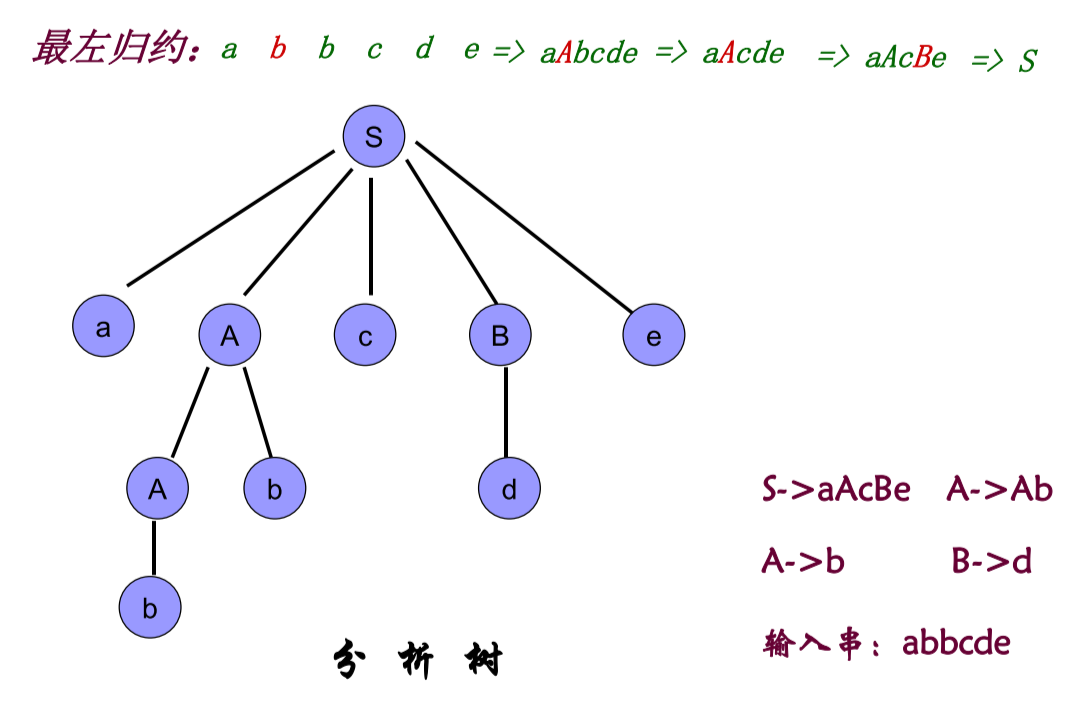 最左归约：a b b c d e => aAbcde => aAcde => aAcBe => S
S
a A c B e
A b d
S->aAcBe A->Ab
b
A->b B->d
输入串：abbcde
分 析 树